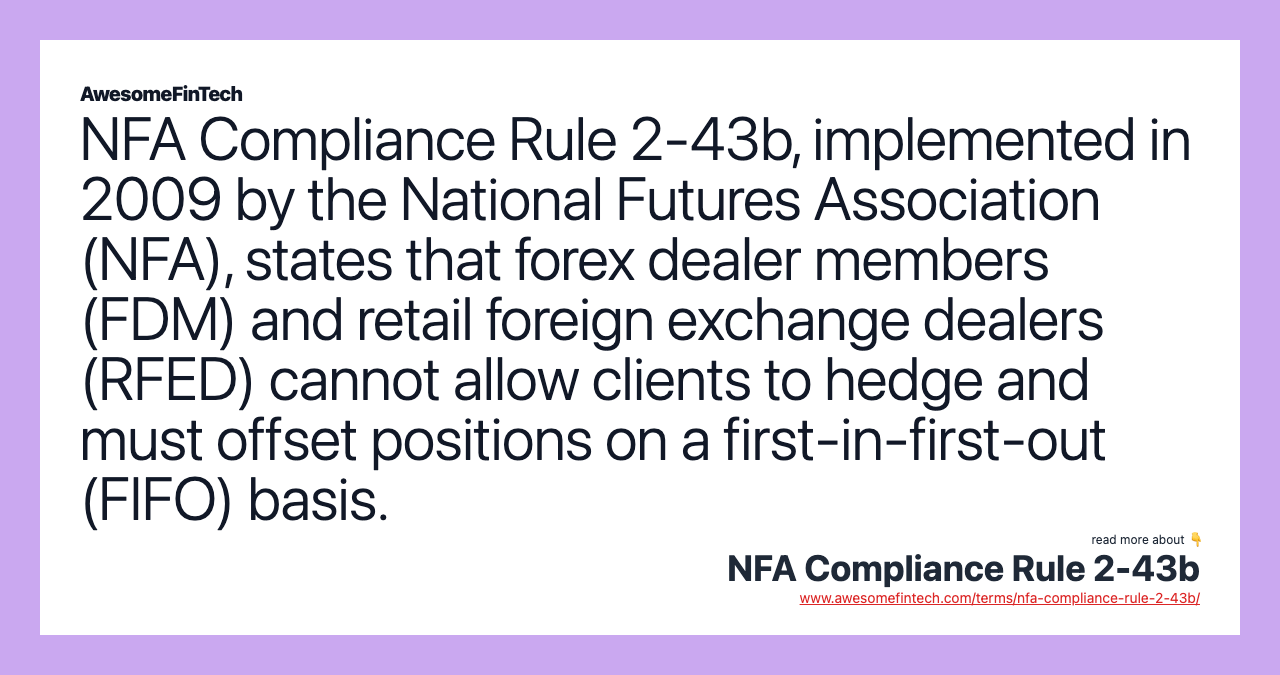 AwesomeFinTech
NFA Compliance Rule 2-43b, implemented in
2009 by the National Futures Association
(NFA), states that forex dealer members
(FDM) and retail foreign exchange dealers
(RFED) cannot allow clients to hedge and
must offset positions on a first-in-first-out
(FIFO) basis.
read more about 👇
NFA Compliance Rule 2-43b
www.awesomefintech.com/terms/nfa-compliance-rule-2-43b/